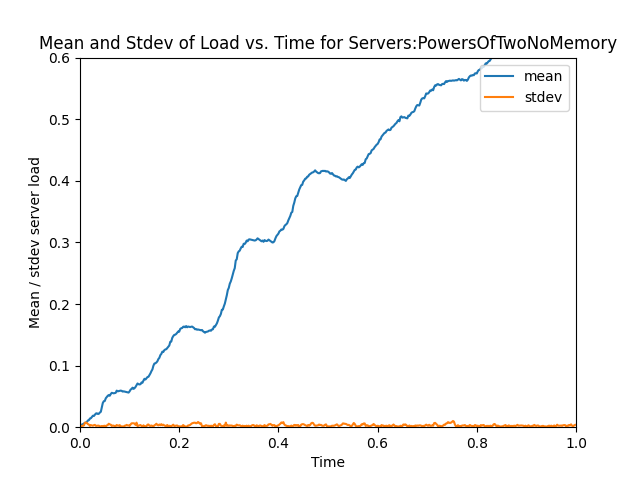 Mean and Stdev of Load vs. Time for Servers:PowersOfTwoNoMemory
0.6
mean
stdev
0.5
0.4
Mean / stdev server load
0.3
0.2
0.1
0.0
0.0 0.2 0.4 0.6 0.8 1.0
Time